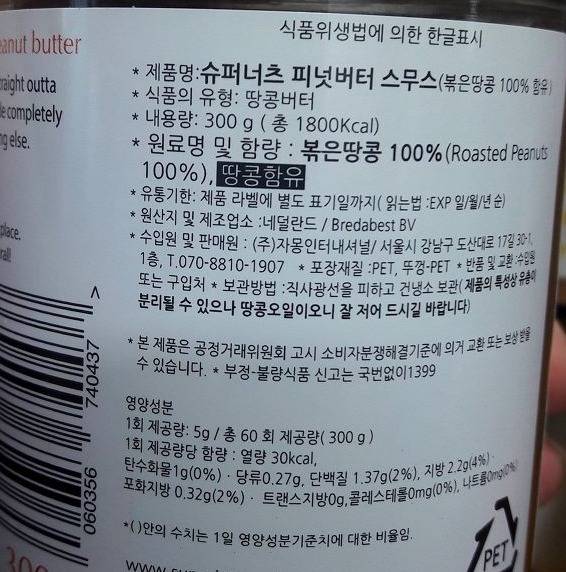 eanut butter
raight outta
le completely
ng else.
place.
rall
740437
060356
300
식품위생법에 의한 한글표시
* 제품명:슈퍼너츠 피넛버터 스무스(볶은땅콩 100% 함유)
* 식품의 유형: 땅콩버터
* 내용량: 300 g ( 총 1800Kcal)
* 원료명 및 함량 : 볶은땅콩 100%(Roasted Peanuts
100%), 땅콩함유
* 유통기한: 제품 라벨에 별도 표기일까지( 읽는법 :EXP 일/월/년 순)
* 원산지 및 제조업소 :네덜란드 / Bredabest BV
* 수입원 및 판매원 : (주)자몽인터내셔널/ 서울시 강남구 도산대로 17길 30-1,
1층, T.070-8810-1907 * 포장재질 :PET, 뚜껑-PET * 반품 및 교환 :수입원
또는 구입처 * 보관방법 :직사광선을 피하고 건냉소 보관( 제품의 특성상 유층이
분리될 수 있으나 땅콩오일이오니 잘 저어 드시길 바랍니다)
* 본 제품은 공정거래위원회 고시 소비자분쟁해결기준에 의거 교환 또는 보상 받을
수 있습니다. * 부정-불량식품 신고는 국번없이1399
영양성분
1회 제공량: 5g / 총 60 회 제공량( 300 g )
1회 제공량당 함량 : 열량 30kcal,
탄수화물1g(0%) · 당류0.27g, 단백질 1.37g(2%), 지방 2.2g(4%) ·
포화지방 0.32g(2%) · 트랜스지방0g,콜레스테롤0mg(0%), 나트륨0mg(0%)
*( )안의 수치는 1일 영양성분기준치에 대한 비율임.
PET